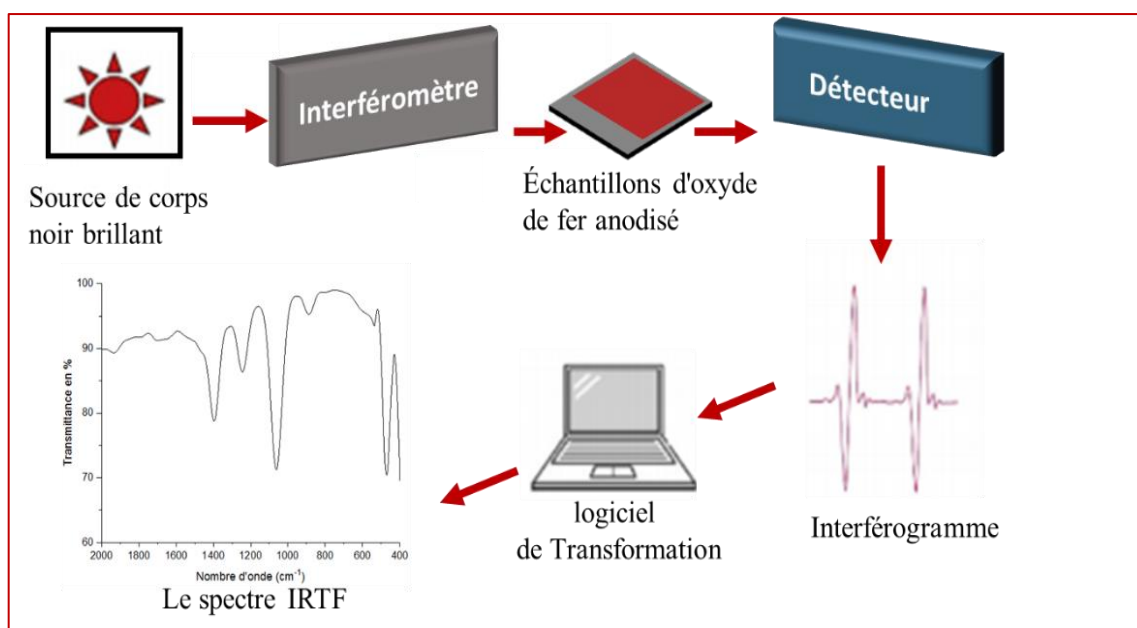 Interféromètre
Détecteur
Source de corps
noir brillant
Échantillons d'oxyde
de fer anodisé
100
90
80
70
60
Transmittance en %
2000 1800 1600 1400 1200 1000 800 600 400
Nombre d'onde (cm-1)
Le spectre IRTF
logiciel
de Transformation
Interférogramme